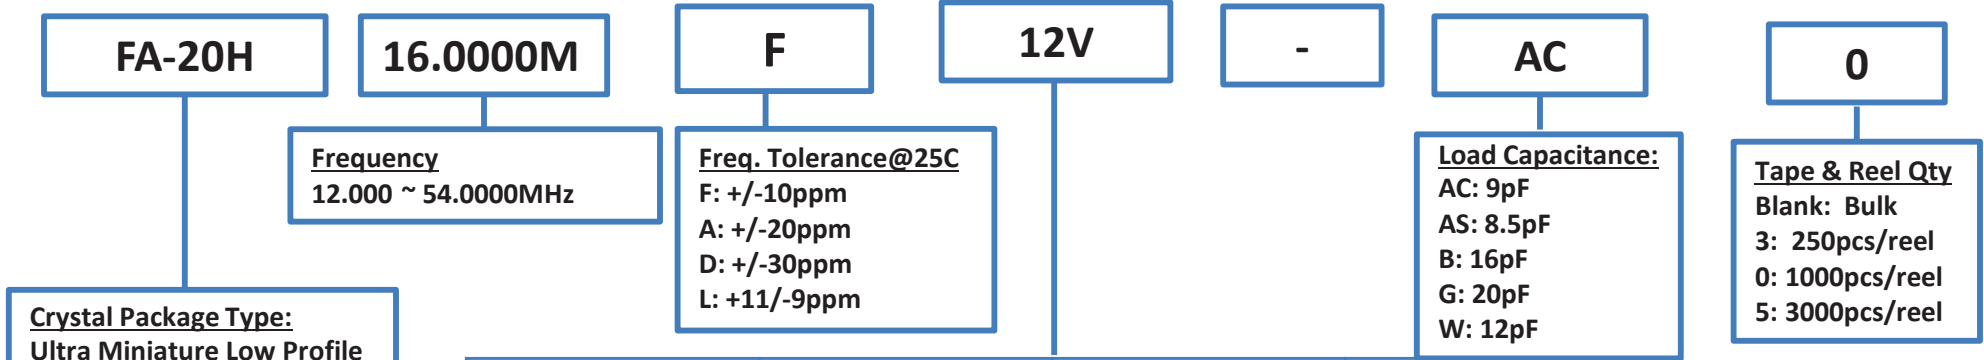 FA-20H
16.0000M
F
12V
-
AC
0
Frequency
12.000 ~ 54.0000MHz
Freq. Tolerance@25C
F: +/-10ppm
A: +/-20ppm
D: +/-30ppm
L: +11/-9ppm
Load Capacitance:
AC: 9pF
AS: 8.5pF
B: 16pF
G: 20pF
W: 12pF
Tape & Reel Qty
Blank: Bulk
3: 250pcs/reel
0: 1000pcs/reel
5: 3000pcs/reel
Crystal Package Type:
Ultra Miniature Low Profile